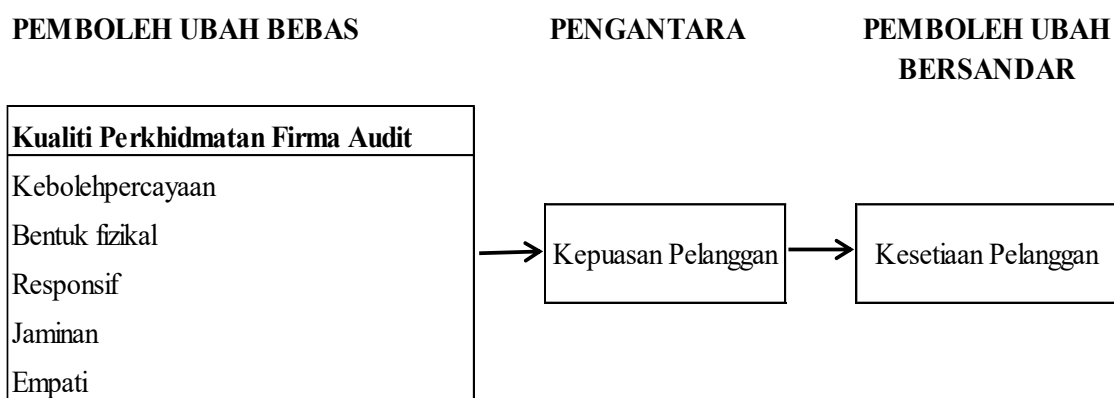 PEMBOLEH UBAH BEBAS
PENGANTARA
PEMBOLEH UBAH
BERSANDAR
Kualiti Perkhidmatan Firma Audit
Kebolehpercayaan
Bentuk fizikal
Responsif
Jaminan
Empati
Kepuasan Pelanggan
Kesetiaan Pelanggan